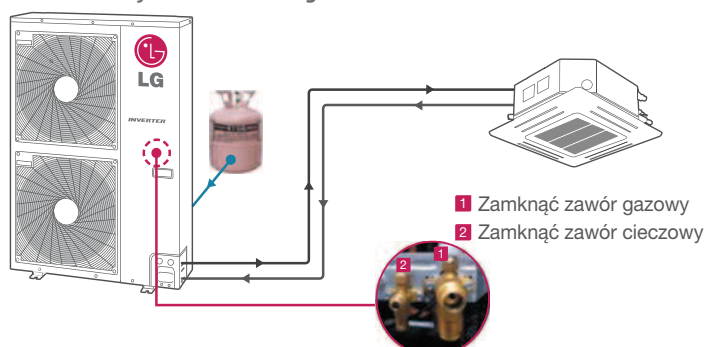 LG
INVERTER
1 Zamknąć zawór gazowy
2 Zamknąć zawór cieczowy
2 1